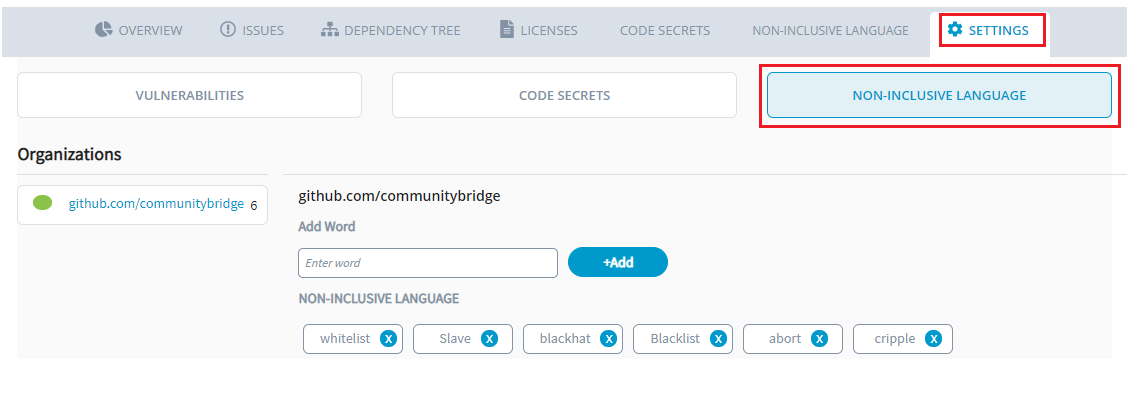 OVERVIEW ISSUES DEPENDENCY TREE LICENSES CODE SECRETS NON-INCLUSIVE LANGUAGE SETTINGS
VULNERABILITIES CODE SECRETS NON-INCLUSIVE LANGUAGE
Organizations
github.com/communitybridge 6
github.com/communitybridge
Add Word
Enter word +Add
NON-INCLUSIVE LANGUAGE
whitelist X Slave X blackhat X Blacklist X abort X cripple X